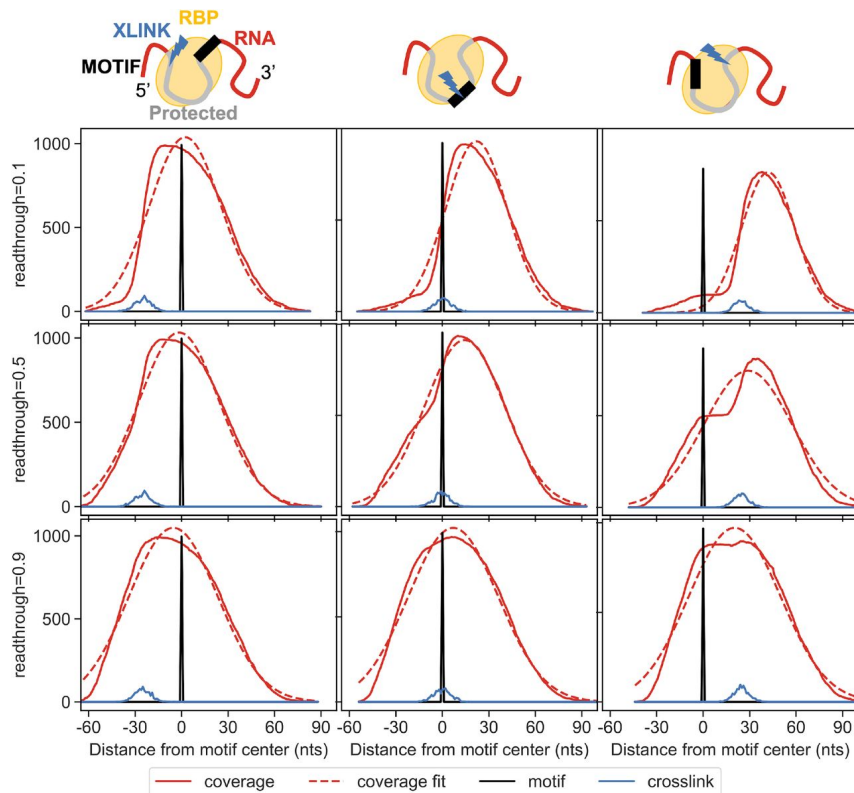 RBP
XLINK
RNA
MOTIF
5'
3'
Protected
1000
500
0
readthrough=0.1
1000
500
0
readthrough=0.5
1000
500
0
readthrough=0.9
-60 -30 0 30 60 90
-60 -30 0 30 60 90
-60 -30 0 30 60 90
Distance from motif center (nts)
Distance from motif center (nts)
Distance from motif center (nts)
coverage coverage fit motif crosslink